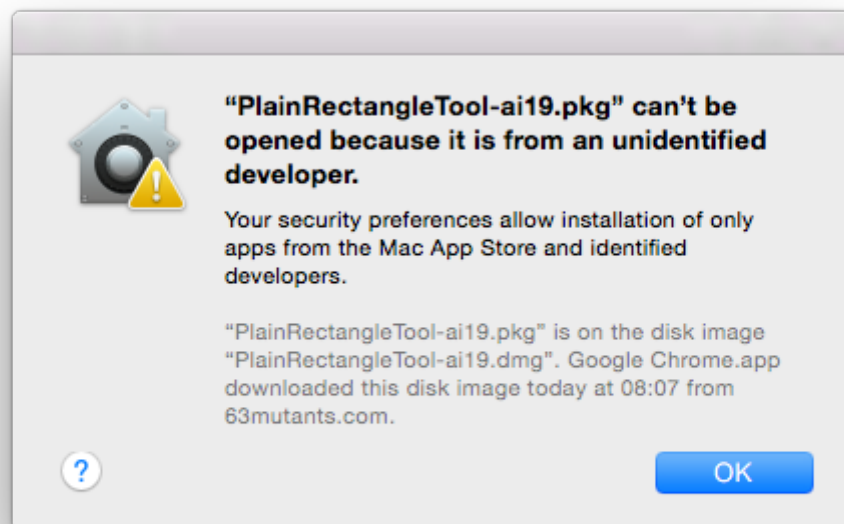 “PlainRectangleTool-ai19.pkg” can’t be
opened because it is from an unidentified
developer.
Your security preferences allow installation of only
apps from the Mac App Store and identified
developers.
“PlainRectangleTool-ai19.pkg” is on the disk image
“PlainRectangleTool-ai19.dmg”. Google Chrome.app
downloaded this disk image today at 08:07 from
63mutants.com.
?
OK